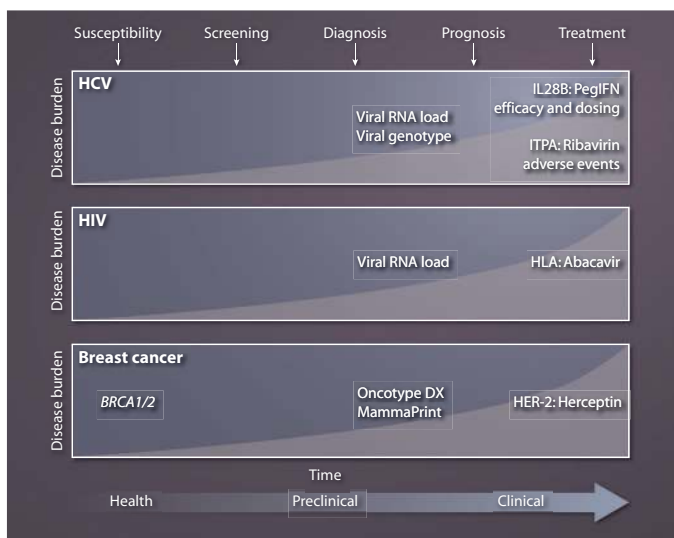 Susceptibility Screening Diagnosis Prognosis Treatment
Disease burden
HCV
Viral RNA load
Viral genotype
IL28B: PegIFN
efficacy and dosing
ITPA: Ribavirin
adverse events
Disease burden
HIV
Viral RNA load
HLA: Abacavir
Disease burden
Breast cancer
BRCA1/2
Oncotype DX
MammaPrint
HER-2: Herceptin
Time
Health Preclinical Clinical